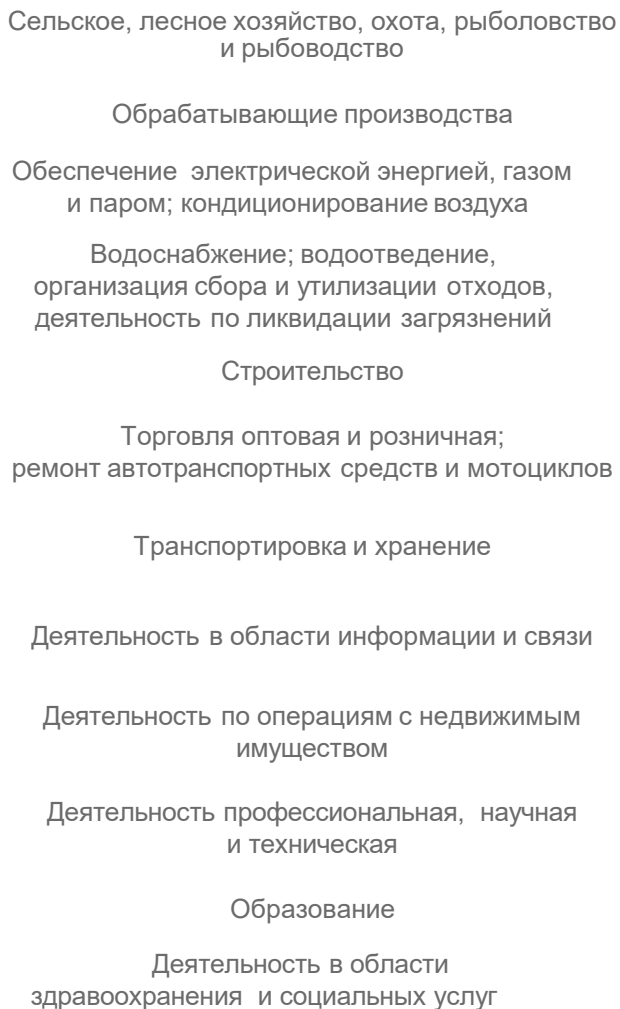 Сельское, лесное хозяйство, охота, рыболовство
и рыбоводство
Обрабатывающие производства
Обеспечение электрической энергией, газом
и паром; кондиционирование воздуха
Водоснабжение; водоотведение,
организация сбора и утилизации отходов,
деятельность по ликвидации загрязнений
Строительство
Торговля оптовая и розничная;
ремонт автотранспортных средств и мотоциклов
Транспортировка и хранение
Деятельность в области информации и связи
Деятельность по операциям с недвижимым
имуществом
Деятельность профессиональная, научная
и техническая
Образование
Деятельность в области
здравоохранения и социальных услуг